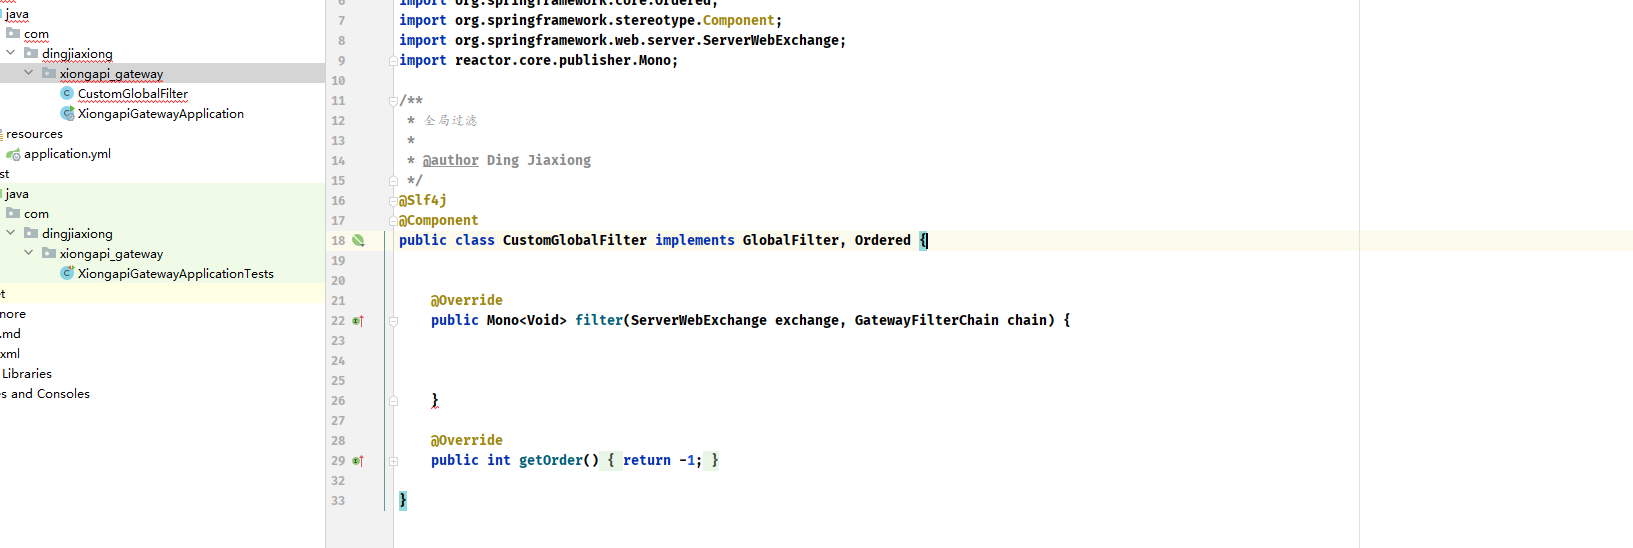 java
com
dingjiaxiong
xiongapi_gateway
CustomGlobalFilter
XiongapiGatewayApplication
resources
application.yml
st
java
com
dingjiaxiong
xiongapi_gateway
XiongapiGatewayApplicationTests
et
nore
.md
xml
Libraries
es and Consoles
6 import org.springframework.core.Ordered;
7 import org.springframework.stereotype.Component;
8 import org.springframework.web.server.ServerWebExchange;
9 import reactor.core.publisher.Mono;
10
11 /**
12 * 全局过滤
13 *
14 * @author Ding Jiaxiong
15 */
16 @Slf4j
17 @Component
18 public class CustomGlobalFilter implements GlobalFilter, Ordered {
19
20
21 @Override
22 public Mono<Void> filter(ServerWebExchange exchange, GatewayFilterChain chain) {
23
24
25
26 }
27
28 @Override
29 public int getOrder() { return -1; }
32
33 }